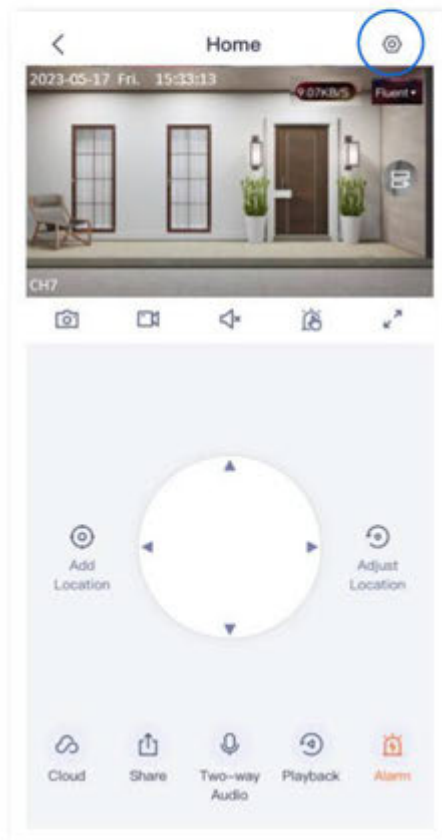 Home
2023-05-17 Fri. 15:33:13
9.07KB/S
Fluent
CH7
Add
Location
Adjust
Location
Cloud
Share
Two-way
Audio
Playback
Alarm